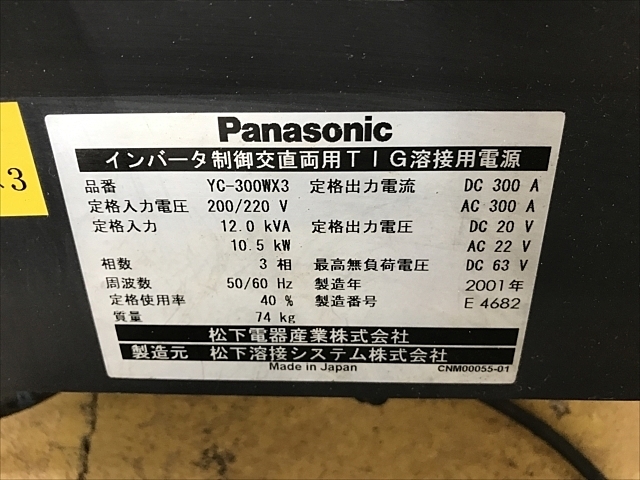 3
Panasonic
インバータ制御交直両用TIG溶接用電源
品番 YC-300WX3 定格出力電流 DC 300 A
定格入力電圧 200/220 V AC 300 A
定格入力 12.0 kVA 定格出力電圧 DC 20 V
10.5 kW AC 22 V
相数 3 相 最高無負荷電圧 DC 63 V
周波数 50/60 Hz 製造年 2001年
定格使用率 40 % 製造番号 E 4682
質量 74 kg
松下電器産業株式会社
製造元 松下溶接システム株式会社
Made in Japan CNM00055-01